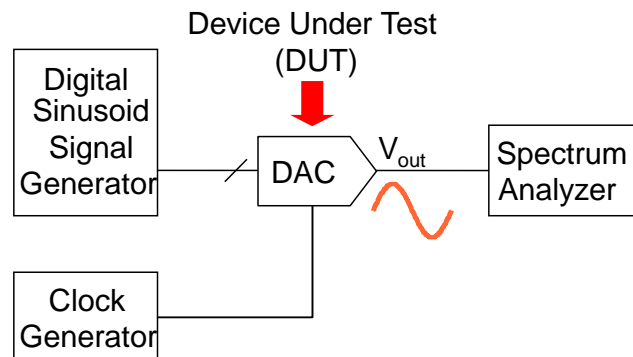 Device Under Test
(DUT)
Digital
Sinusoid
Signal
Generator
DAC
Vout
Spectrum
Analyzer
Clock
Generator